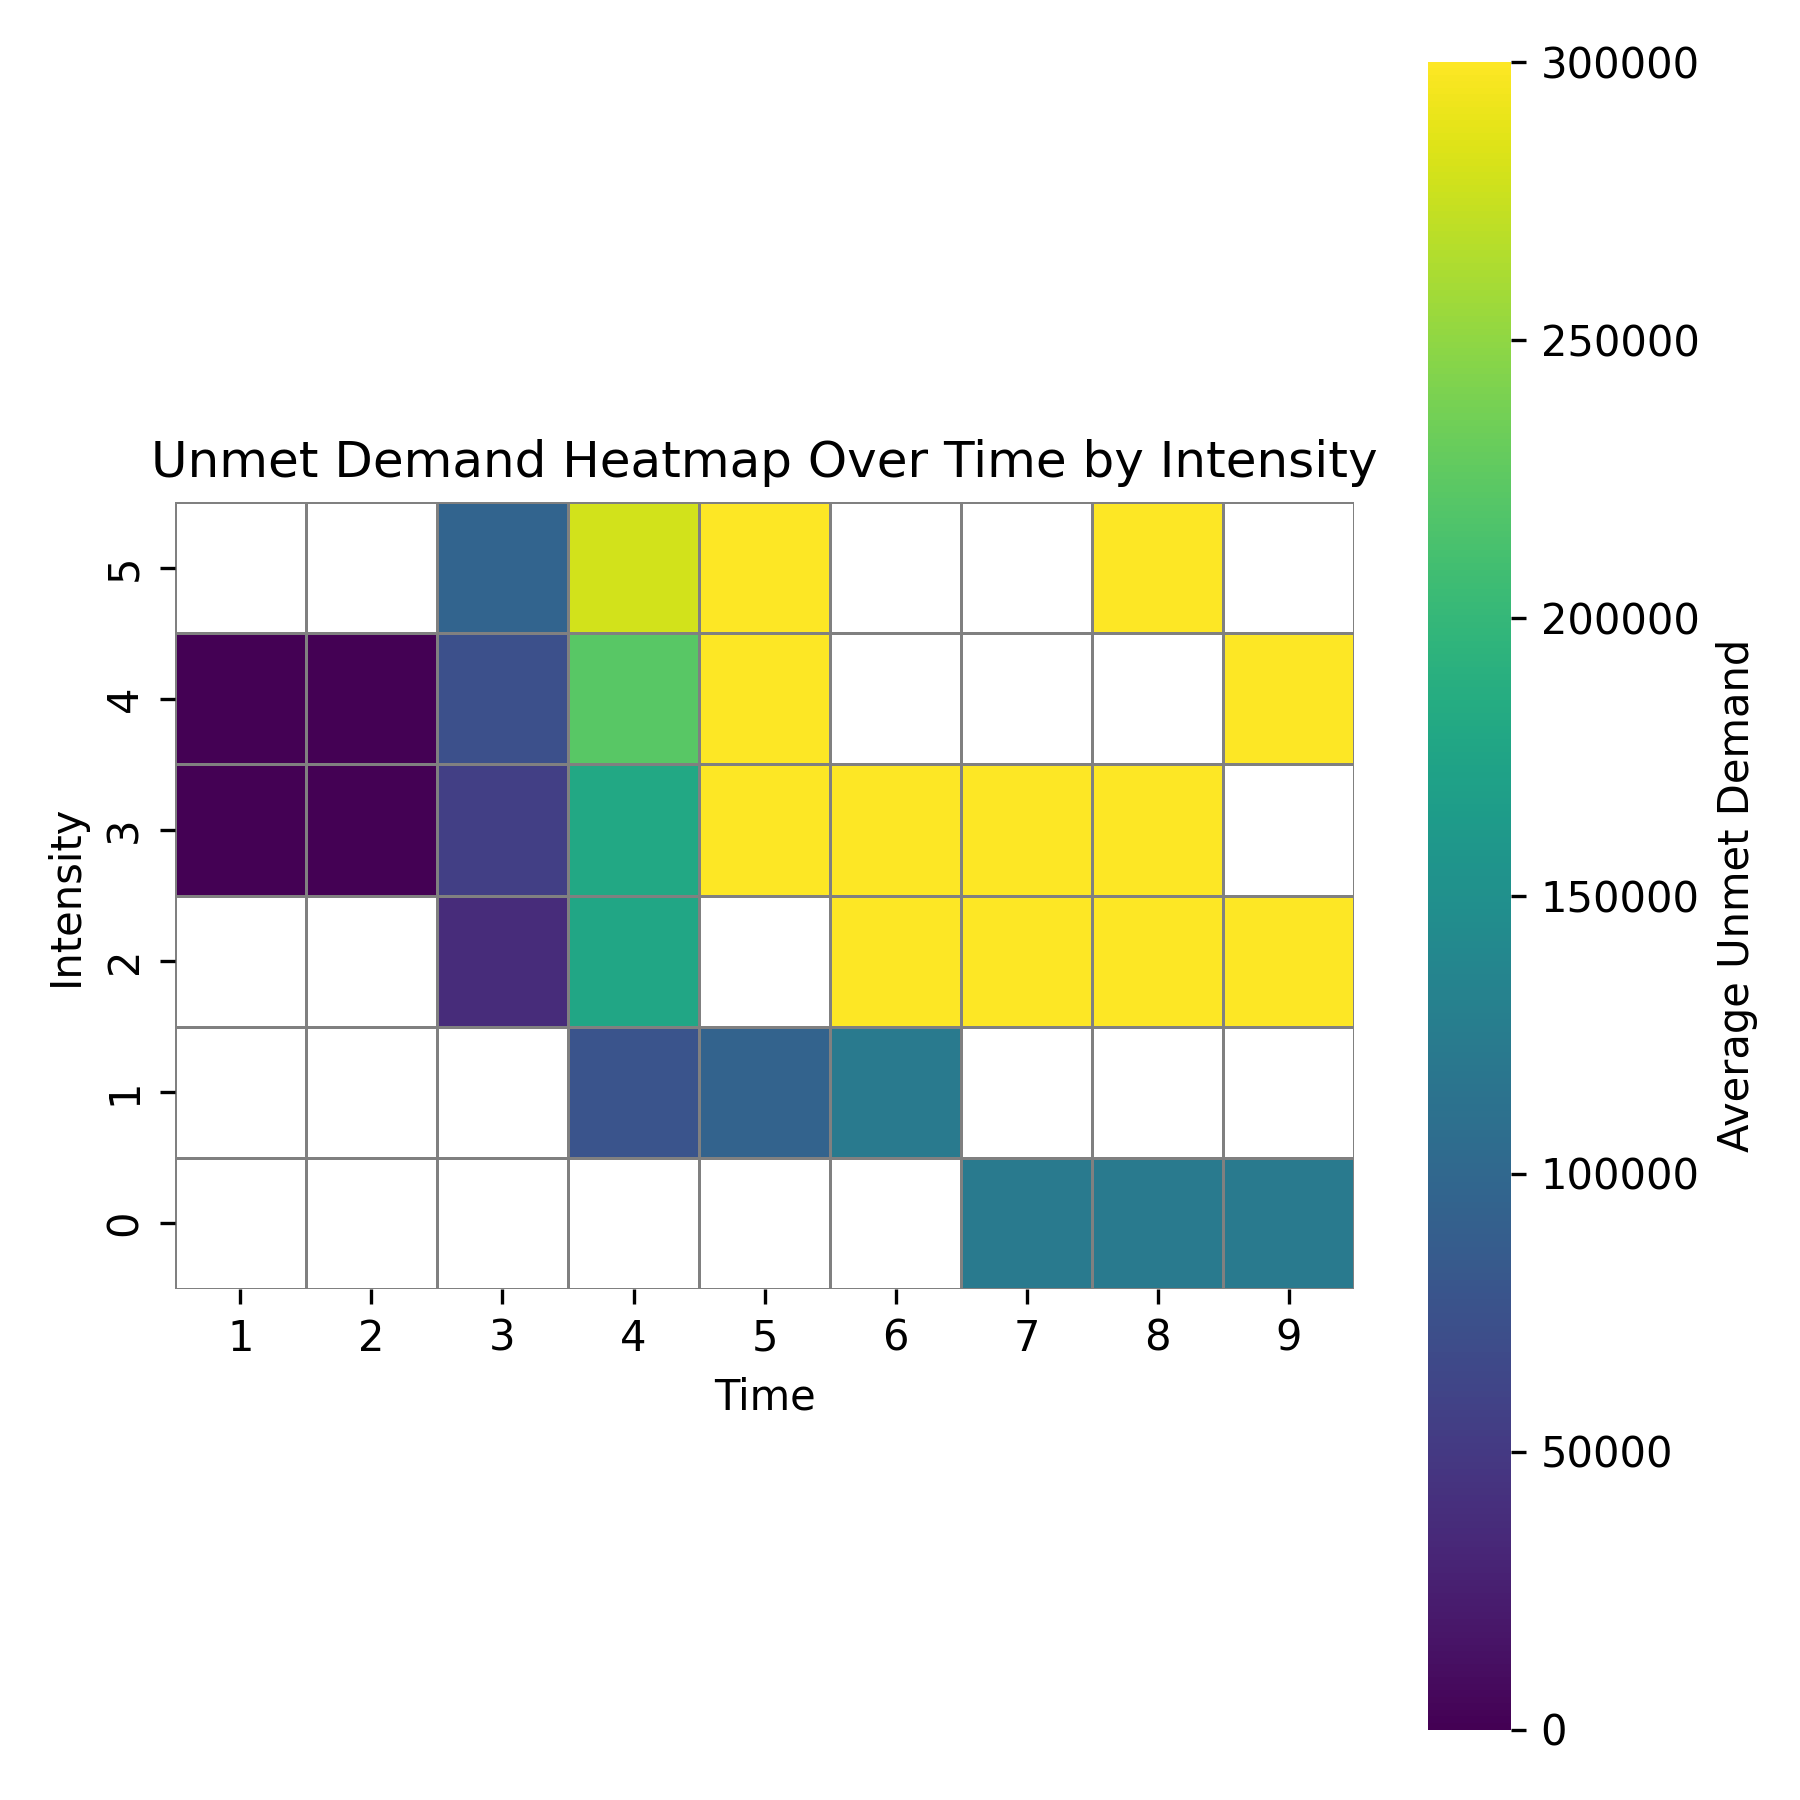 Unmet Demand Heatmap Over Time by Intensity
Intensity
5
4
3
2
1
0
1 2 3 4 5 6 7 8 9
Time
300000
250000
200000
150000
100000
50000
0
Average Unmet Demand